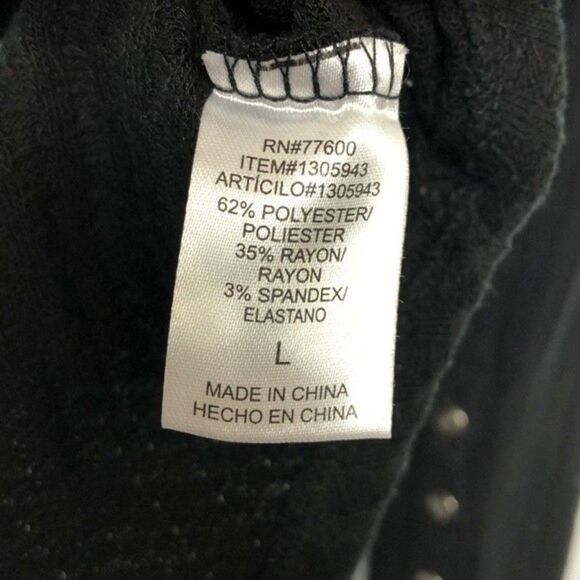 RN#77600
ITEM#1305943
ARTÍCILO#1305943
62% POLYESTER/
POLIESTER
35% RAYON/
RAYON
3% SPANDEX/
ELASTANO
L
MADE IN CHINA
HECHO EN CHINA